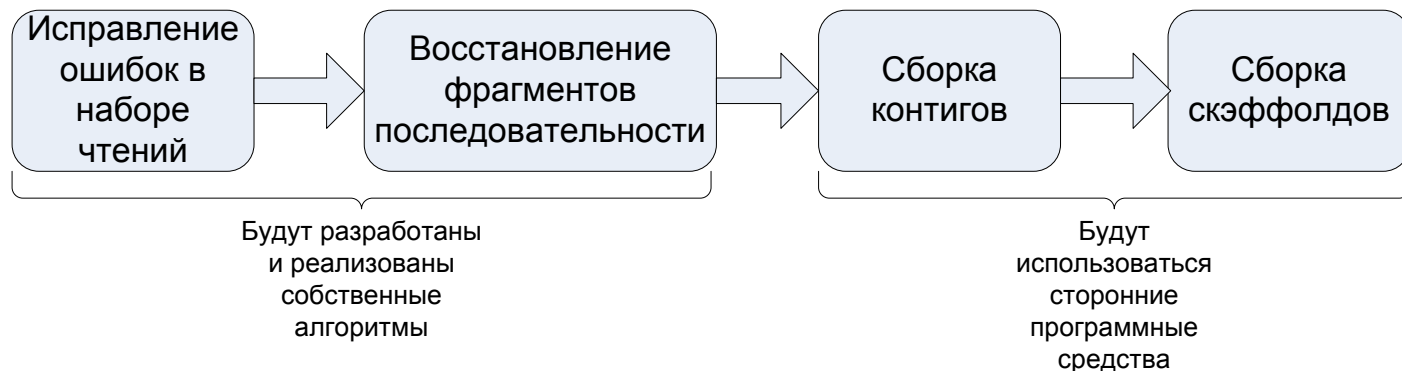 Исправление
ошибок в
наборе
чтений
Восстановление
фрагментов
последовательности
Сборка
контигов
Сборка
скэффолдов
Будут разработаны
и реализованы
собственные
алгоритмы
Будут
использоваться
сторонние
программные
средства